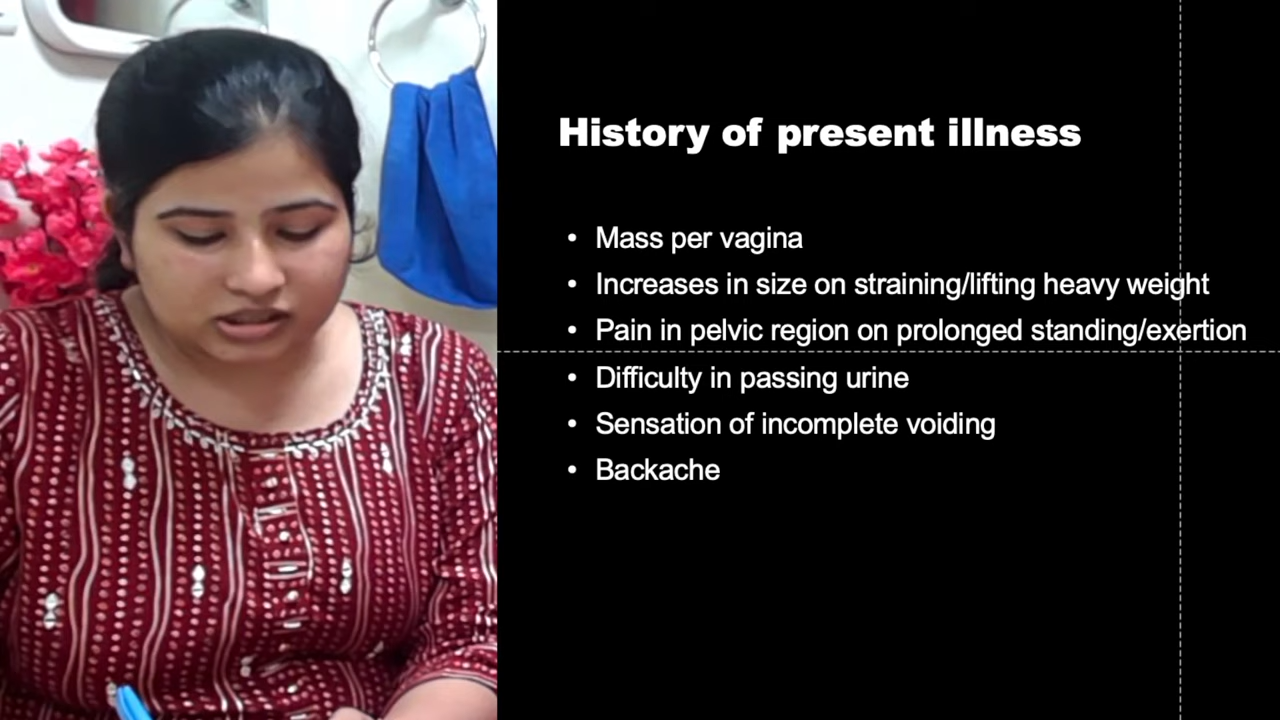 History of present illness
• Mass per vagina
• Increases in size on straining/lifting heavy weight
• Pain in pelvic region on prolonged standing/exertion
• Difficulty in passing urine
• Sensation of incomplete voiding
• Backache